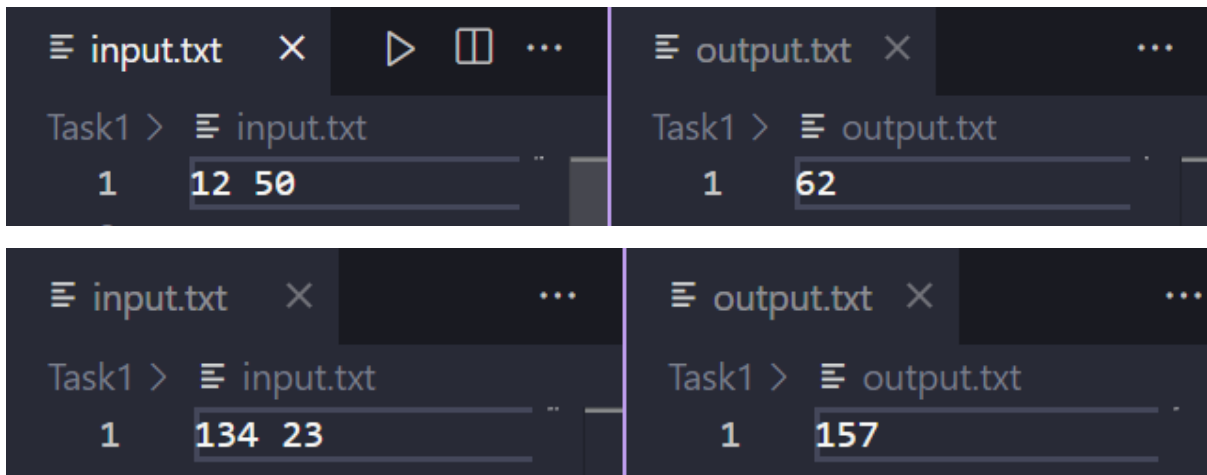 input.txt
output.txt
Task1 > input.txt
Task1 > output.txt
1 12 50
1 62
input.txt
output.txt
Task1 > input.txt
Task1 > output.txt
1 134 23
1 157